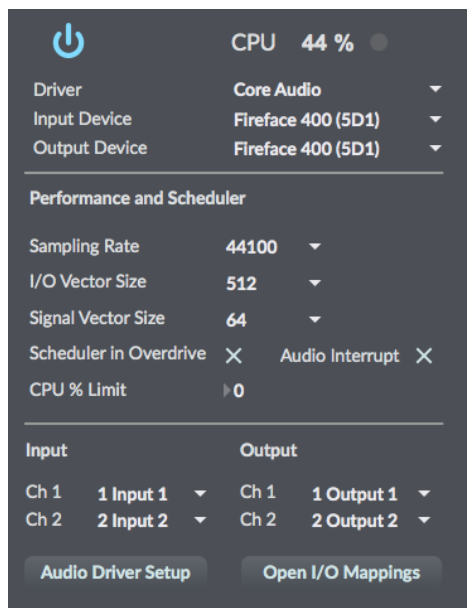 CPU 44 %
Driver Core Audio
Input Device Fireface 400 (5D1)
Output Device Fireface 400 (5D1)
Performance and Scheduler
Sampling Rate 44100
I/O Vector Size 512
Signal Vector Size 64
Scheduler in Overdrive X Audio Interrupt X
CPU % Limit 0
Input Output
Ch 1 1 Input 1 Ch 1 1 Output 1
Ch 2 2 Input 2 Ch 2 2 Output 2
Audio Driver Setup Open I/O Mappings